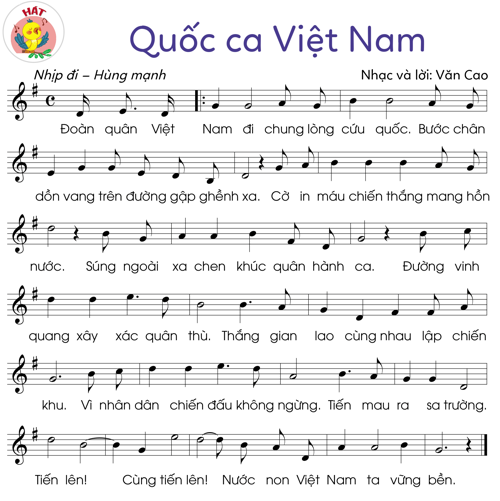 HÁT
Quốc ca Việt Nam
Nhịp đi – Hùng mạnh
Nhạc và lời: Văn Cao
Đoàn quân Việt Nam đi chung lòng cứu quốc. Bước chân
dồn vang trên đường gập ghềnh xa. Cờ in máu chiến thắng mang hồn
nước. Súng ngoài xa chen khúc quân hành ca. Đường vinh
quang xây xác quân thù. Thắng gian lao cùng nhau lập chiến
khu. Vì nhân dân chiến đấu không ngừng. Tiến mau ra sa trường.
Tiến lên! Cùng tiến lên! Nước non Việt Nam ta vững bền.